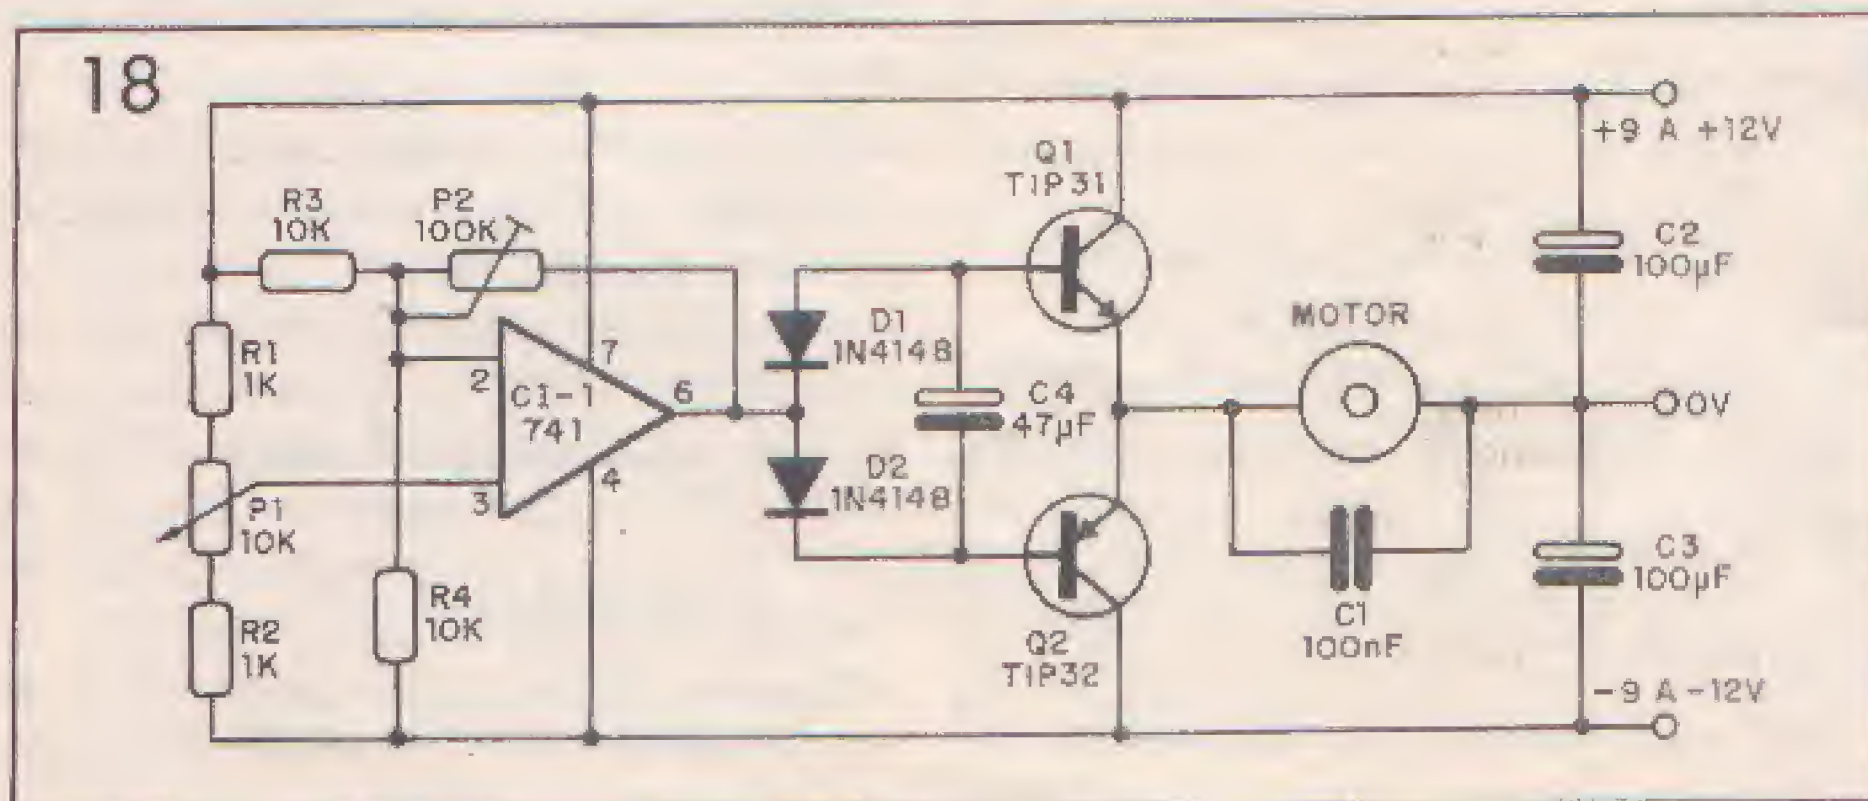 18
+9 A +12V
Q1
TIP31
R3
10K
P2
100K
C2
100µF
MOTOR
D1
1N4148
R1
1K
7
2
CI-1
741
6
C4
47µF
0V
D2
1N4148
4
3
P1
10K
C3
100µF
R4
10K
R2
1K
Q2
TIP32
C1
100nF
-9 A -12V